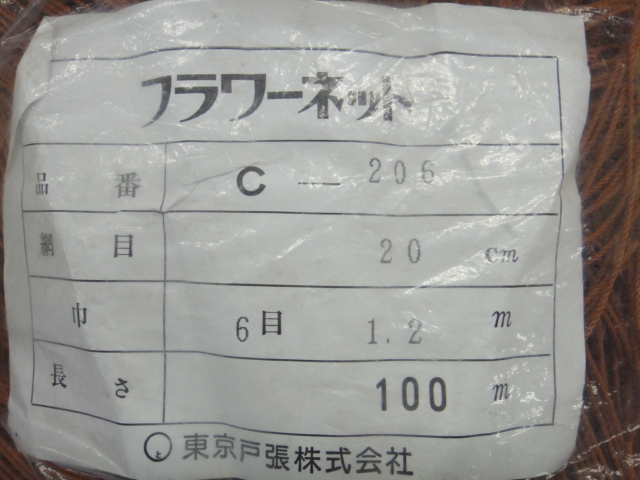 フラワーネット
品番 C — 206
網目 20 cm
巾 6目 1.2 m
長さ 100 m
と 東京戸張株式会社